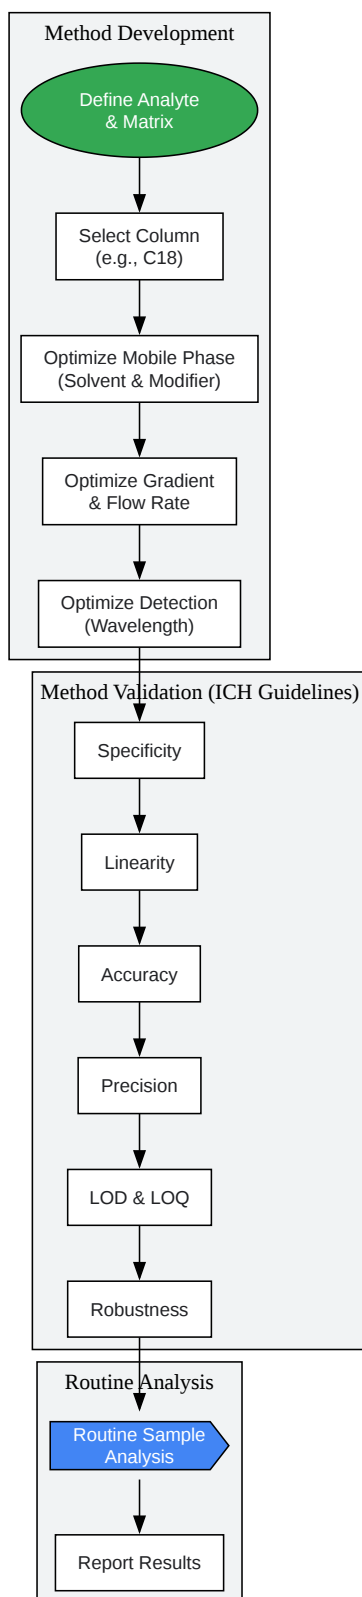 Method Development
Define Analyte
& Matrix
Select Column
(e.g., C18)
Optimize Mobile Phase
(Solvent & Modifier)
Optimize Gradient
& Flow Rate
Optimize Detection
(Wavelength)
Method Validation (ICH Guidelines)
Specificity
Linearity
Accuracy
Precision
LOD & LOQ
Robustness
Routine Analysis
Routine Sample
Analysis
Report Results